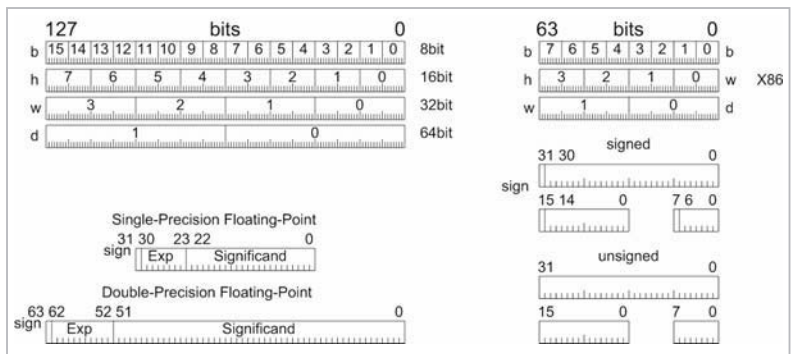 127 bits 0
b 15 14 13 12 11 10 9 8 7 6 5 4 3 2 1 0 8bit
h 7 6 5 4 3 2 1 0 16bit
w 3 2 1 0 32bit
d 1 0 64bit
63 bits 0
b 7 6 5 4 3 2 1 0 b
h 3 2 1 0 w X86
w 1 0 d
signed
31 30 0
sign
15 14 0 7 6 0
Single-Precision Floating-Point
31 30 23 22 0
sign Exp Significand
Double-Precision Floating-Point
63 62 52 51 0
sign Exp Significand
unsigned
31 0
15 0 7 0